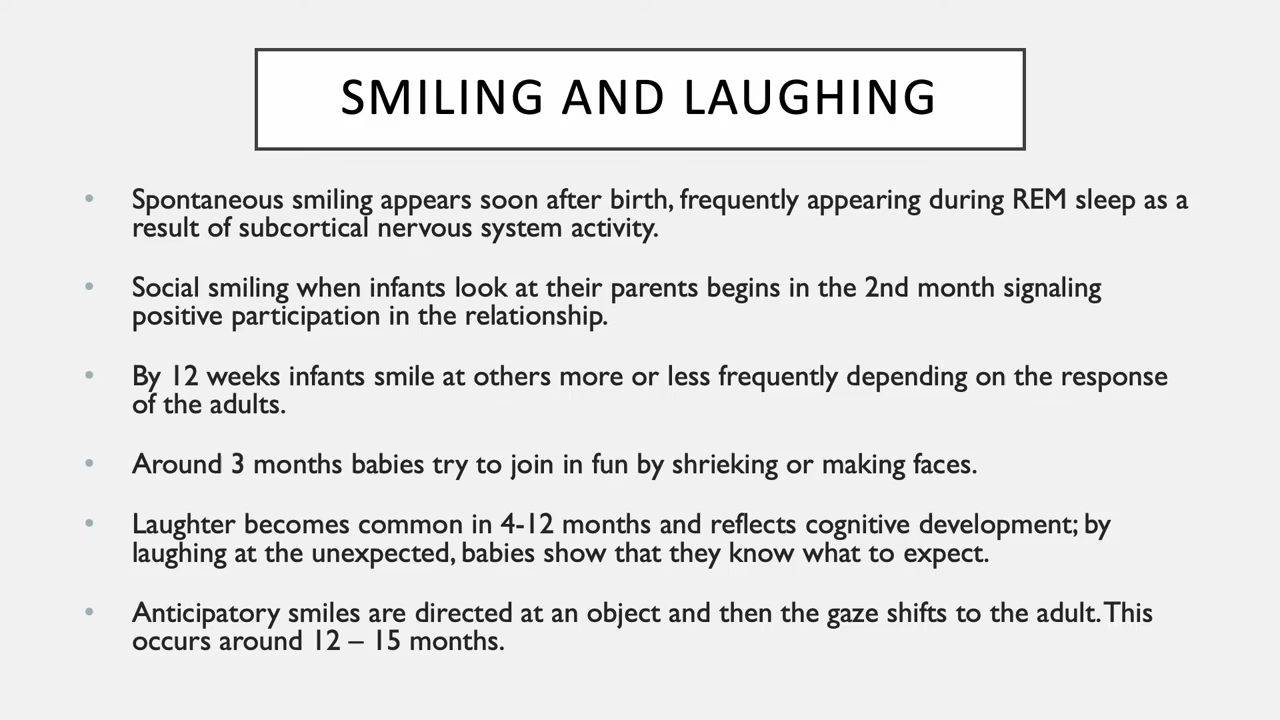 SMILING AND LAUGHING
• Spontaneous smiling appears soon after birth, frequently appearing during REM sleep as a
result of subcortical nervous system activity.
• Social smiling when infants look at their parents begins in the 2nd month signaling
positive participation in the relationship.
• By 12 weeks infants smile at others more or less frequently depending on the response
of the adults.
• Around 3 months babies try to join in fun by shrieking or making faces.
• Laughter becomes common in 4-12 months and reflects cognitive development; by
laughing at the unexpected, babies show that they know what to expect.
• Anticipatory smiles are directed at an object and then the gaze shifts to the adult. This
occurs around 12 – 15 months.